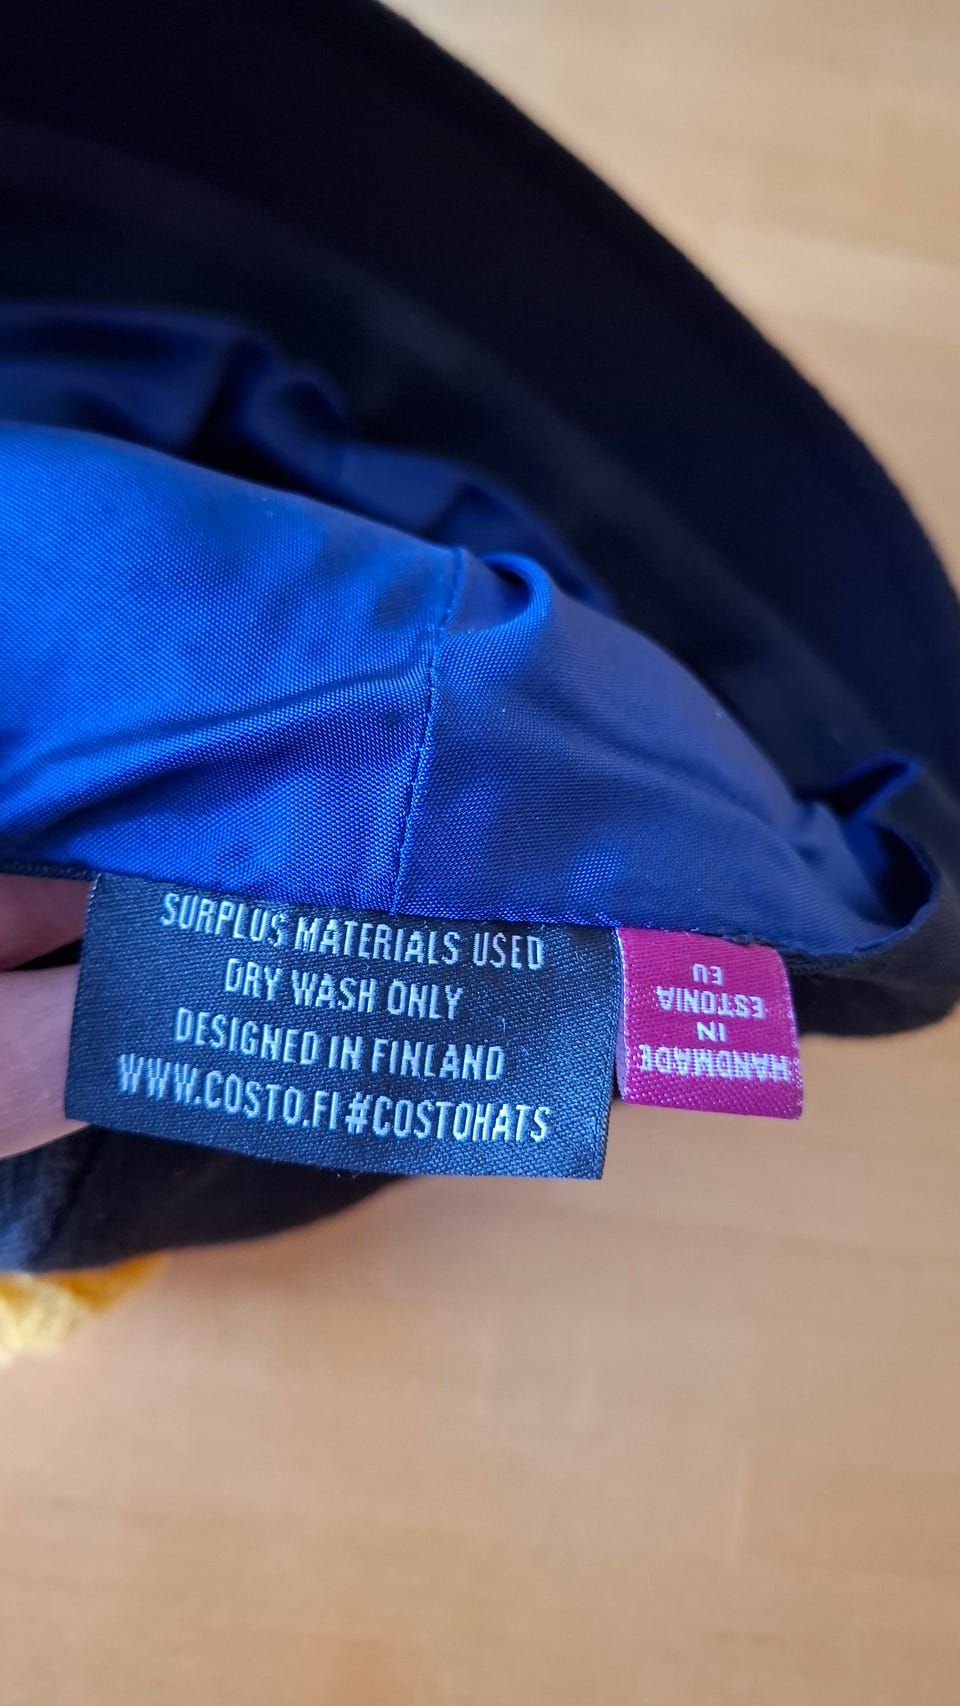 SURPLUS MATERIALS USED
DRY WASH ONLY
DESIGNED IN FINLAND
WWW.COSTO.FI #COSTOHATS
HANDMADE
IN
ESTONIA
EU